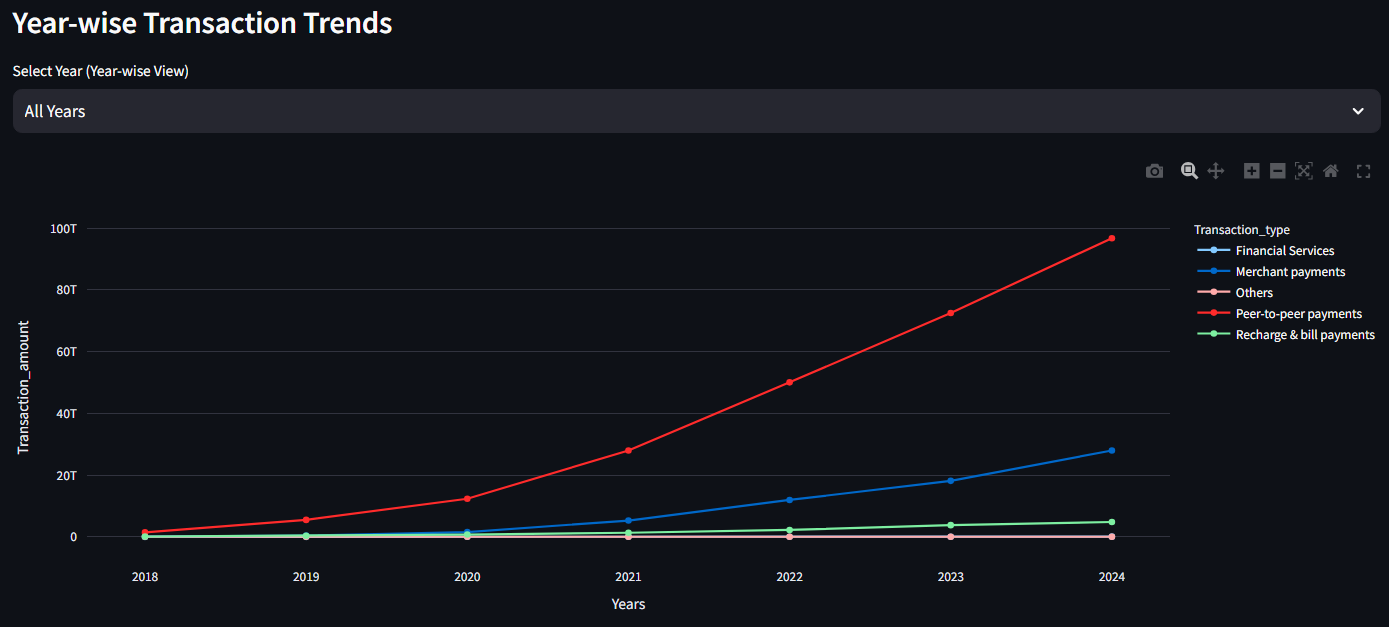 Year-wise Transaction Trends
Select Year (Year-wise View)
All Years
100T
80T
60T
40T
20T
0
Transaction_amount
2018 2019 2020 2021 2022 2023 2024
Years
Transaction_type
Financial Services
Merchant payments
Others
Peer-to-peer payments
Recharge & bill payments